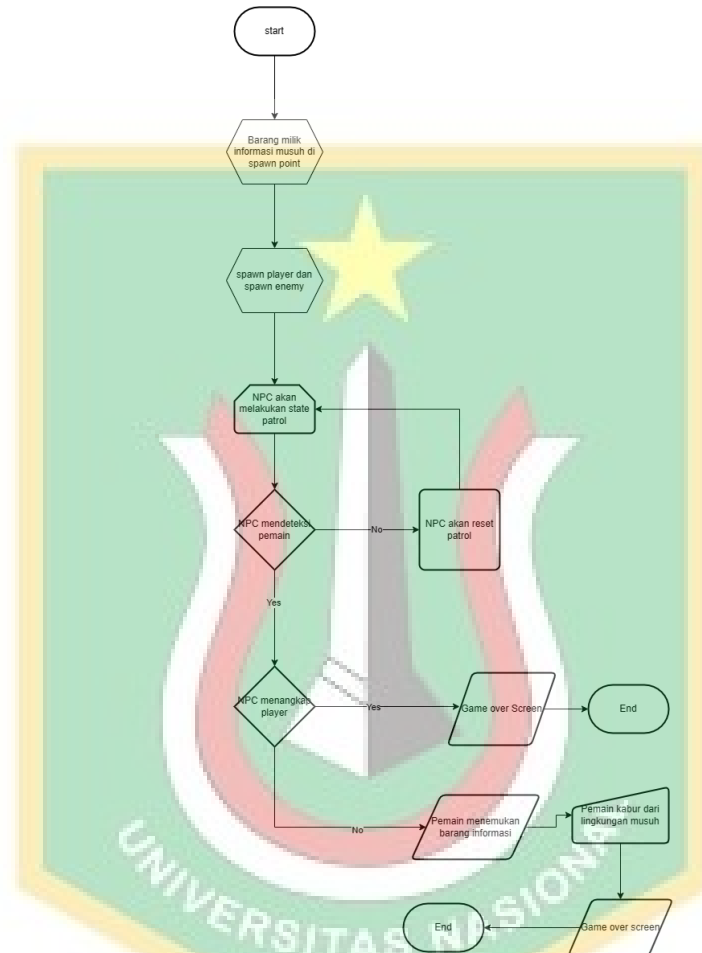 start
Barang milik
informasi musuh di
spawn point
spawn player dan
spawn enemy
NPC akan
melakukan state
patrol
NPC mendeteksi
pemain
No
NPC akan reset
patrol
Yes
NPC menangkap
player
Yes
Game over Screen
End
No
Pemain menemukan
barang informasi
Pemain kabur dari
lingkungan musuh
Game over screen
End
UNIVERSITAS NASIONAL